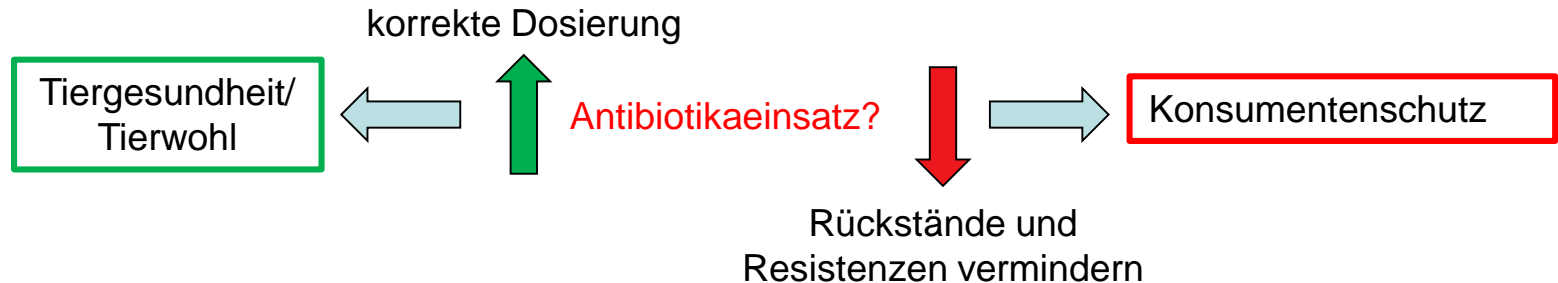 korrekte Dosierung
Tiergesundheit/
Tierwohl
Antibiotikaeinsatz?
Konsumentenschutz
Rückstände und
Resistenzen vermindern